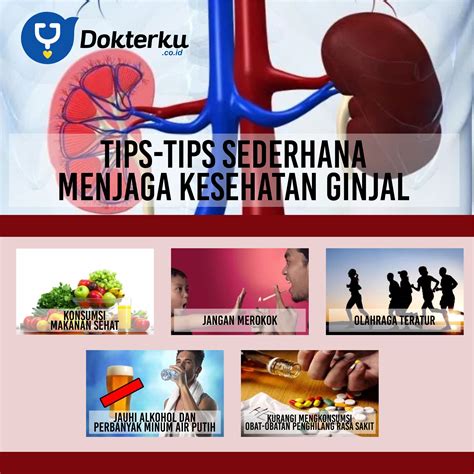 Dokterku
.co.id
TIPS-TIPS SEDERHANA
MENJAGA KESEHATAN GINJAL
KONSUMSI
MAKANAN SEHAT
JANGAN MEROKOK
OLAHRAGA TERATUR
JAUHI ALKOHOL DAN
PERBANYAK MINUM AIR PUTIH
KURANGI MENGKONSUMSI
OBAT-OBATAN PENGHILANG RASA SAKIT